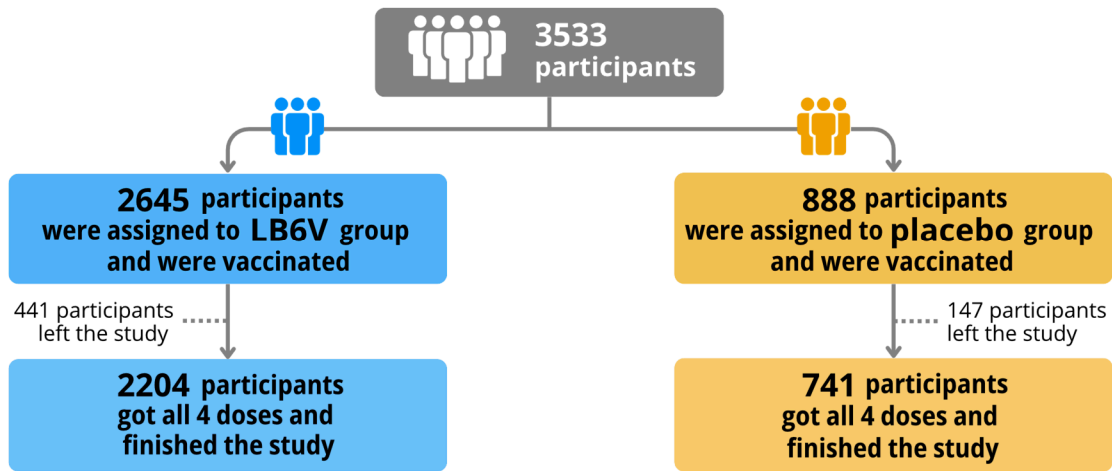 3533
participants
2645 participants
were assigned to LB6V group
and were vaccinated
888 participants
were assigned to placebo group
and were vaccinated
441 participants
left the study
147 participants
left the study
2204 participants
got all 4 doses and
finished the study
741 participants
got all 4 doses and
finished the study